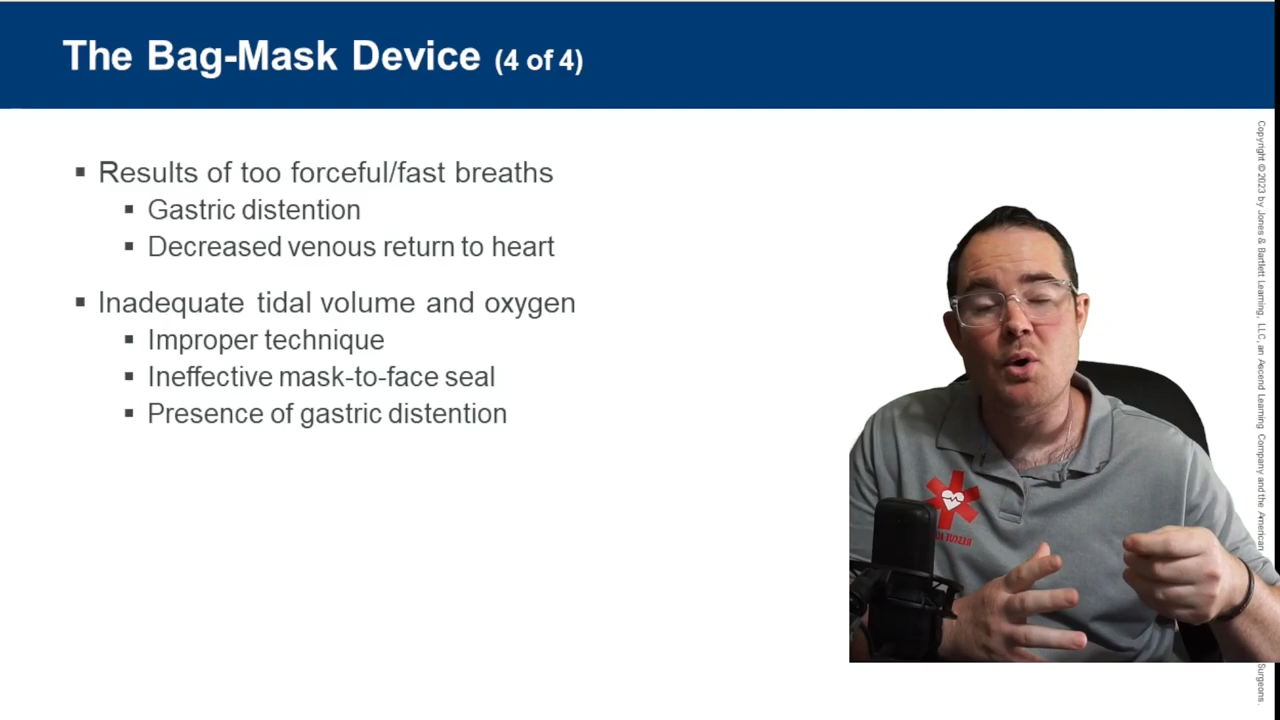 The Bag-Mask Device (4 of 4)
▪ Results of too forceful/fast breaths
▪ Gastric distention
▪ Decreased venous return to heart
▪ Inadequate tidal volume and oxygen
▪ Improper technique
▪ Ineffective mask-to-face seal
▪ Presence of gastric distention
Copyright © 2023 by Jones & Bartlett Learning, LLC, an Ascend Learning Company and the American
Surgeons.
RESCUE